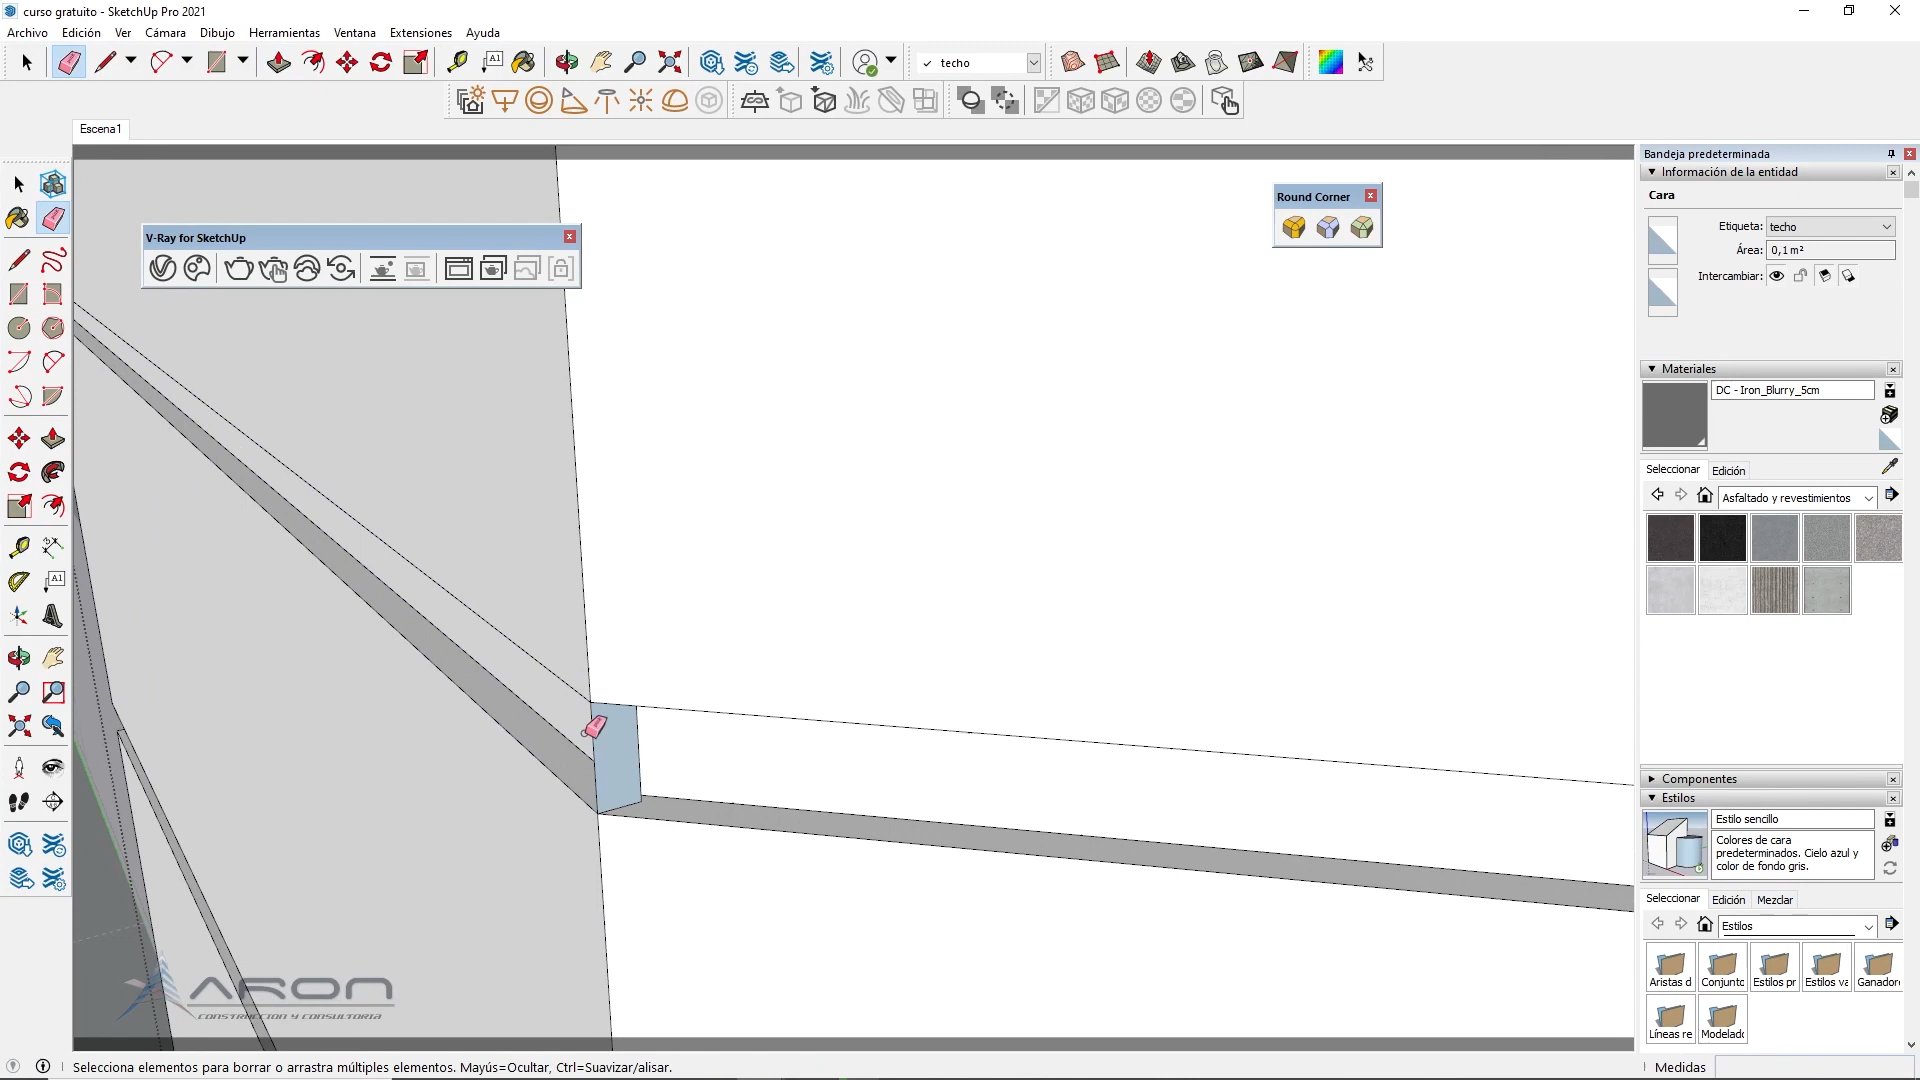 curso gratuito - SketchUp Pro 2021
Archivo Edición Ver Cámara Dibujo Herramientas Ventana Extensiones Ayuda
A1
techo
Escena1
Bandeja predeterminada
Información de la entidad
Cara
Etiqueta: techo
Área: 0,1 m²
Intercambiar:
Round Corner
V-Ray for SketchUp
Materiales
DC - Iron_Blurry_5cm
Seleccionar Edición
Asfaltado y revestimientos
A1
Componentes
Estilos
Estilo sencillo
Colores de cara
predeterminados. Cielo azul y
color de fondo gris.
Seleccionar Edición Mezclar
Estilos
Aristas d Conjunto Estilos pr Estilos va Ganadore
Líneas re Modelado
ARON
CONSTRUCCION Y CONSULTORIA
Selecciona elementos para borrar o arrastra múltiples elementos. Mayús=Ocultar, Ctrl=Suavizar/alisar.
Medidas